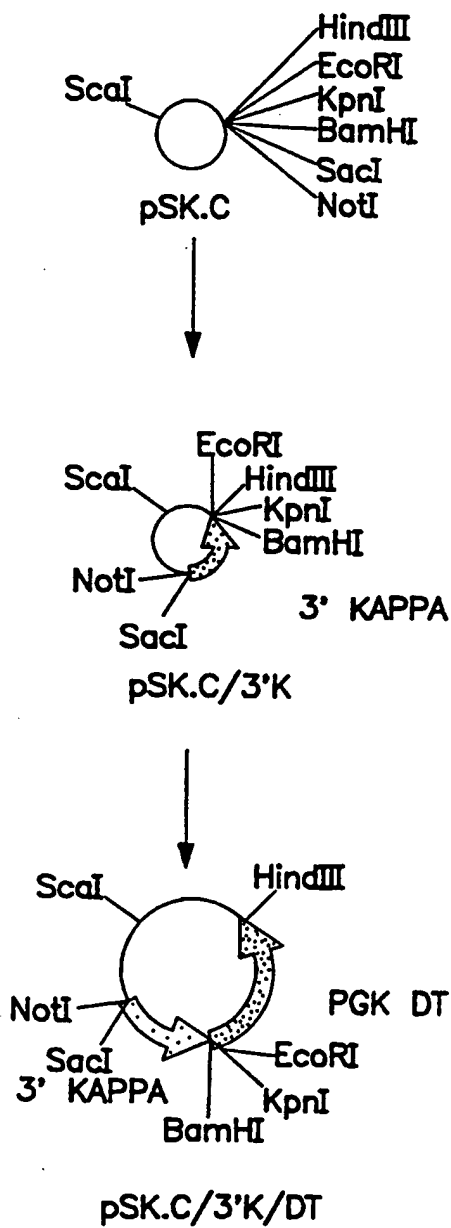 HindIII
EcoRI
ScaI
KpnI
BamHI
SacI
pSK.C
NotI
EcoRI
ScaI
HindIII
KpnI
BamHI
NotI
3' KAPPA
SacI
pSK.C/3'K
ScaI
HindIII
NotI
PGK DT
SacI
EcoRI
3' KAPPA
KpnI
BamHI
pSK.C/3'K/DT